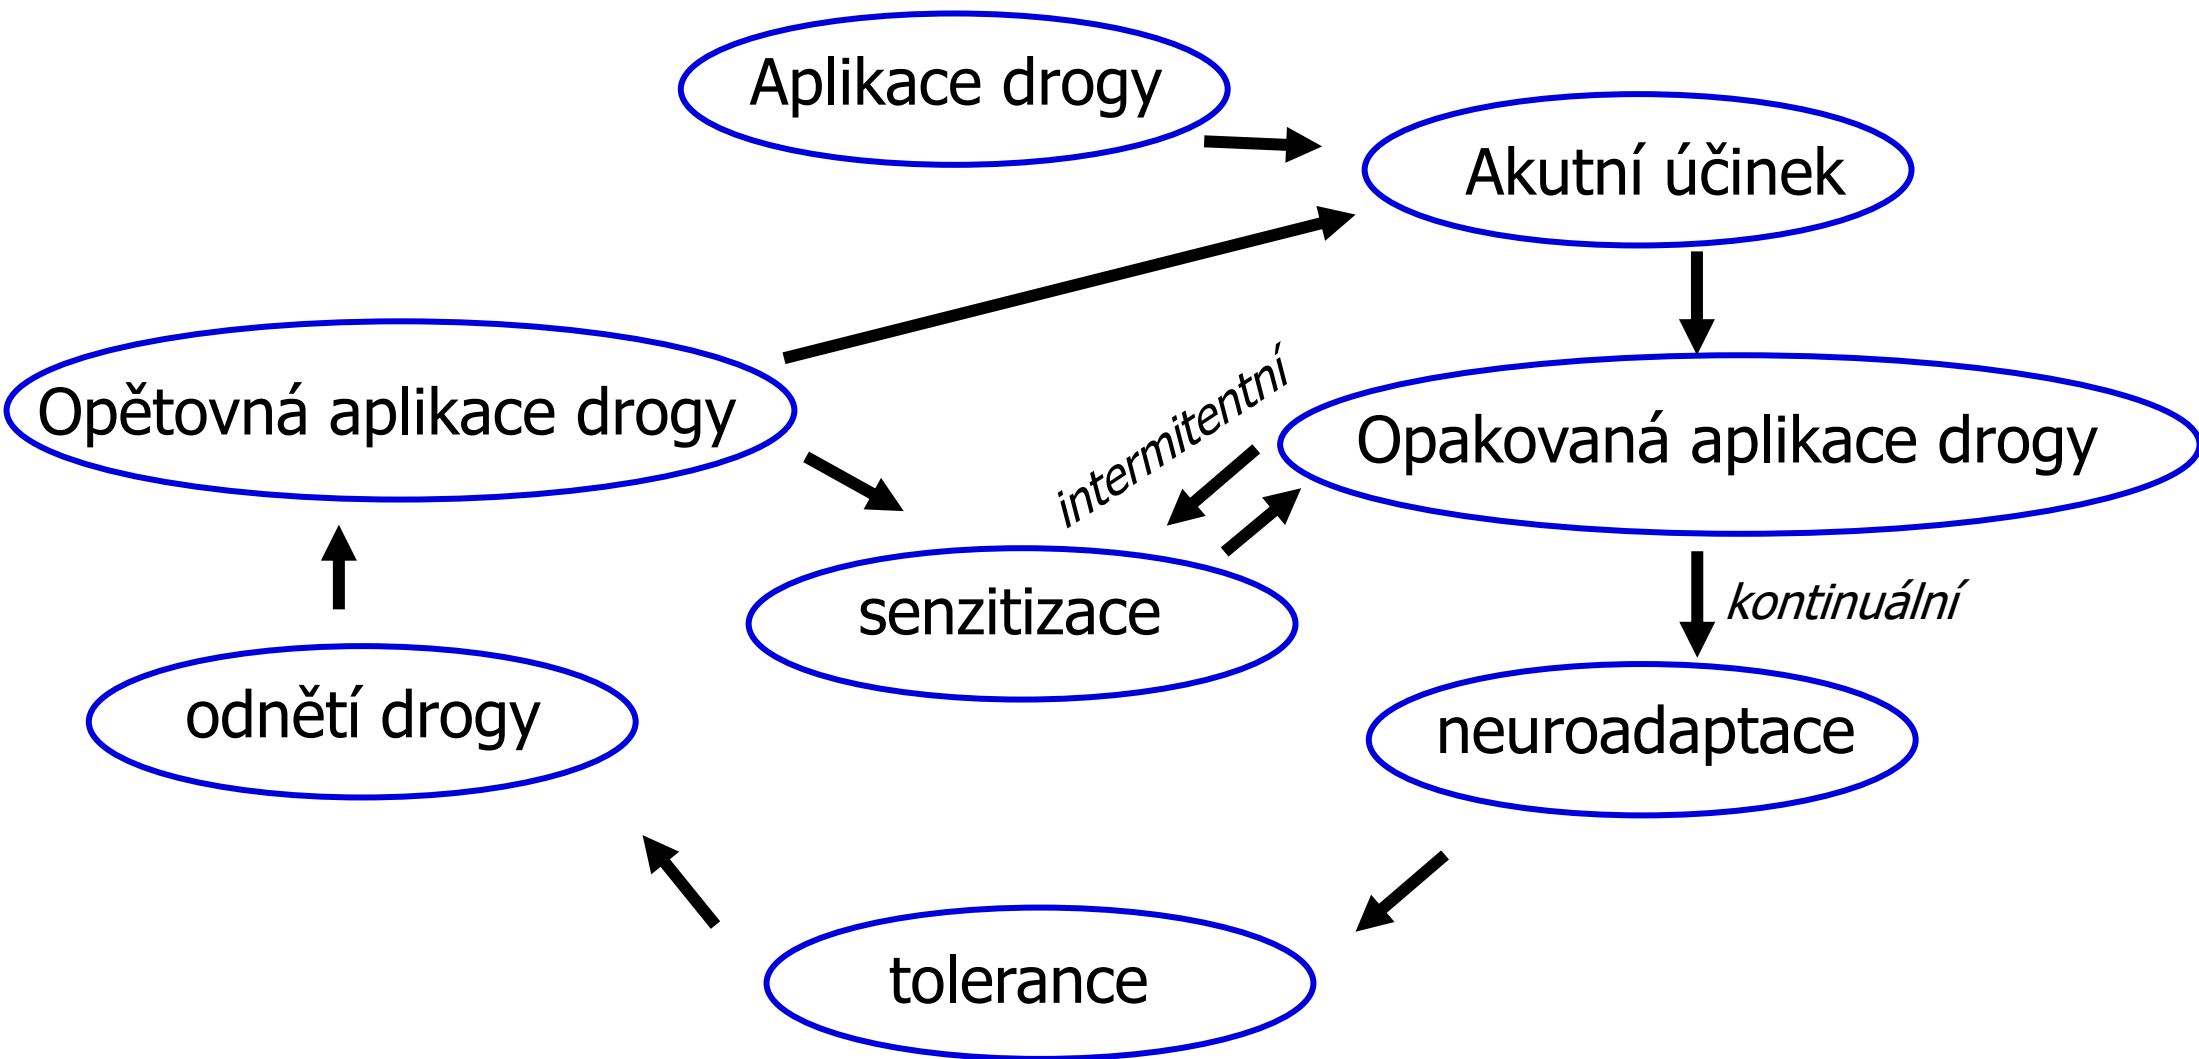 Aplikace drogy
Akutní účinek
Opětovná aplikace drogy
intermitentní
Opakovaná aplikace drogy
senzitizace
kontinuální
odnětí drogy
neuroadaptace
tolerance